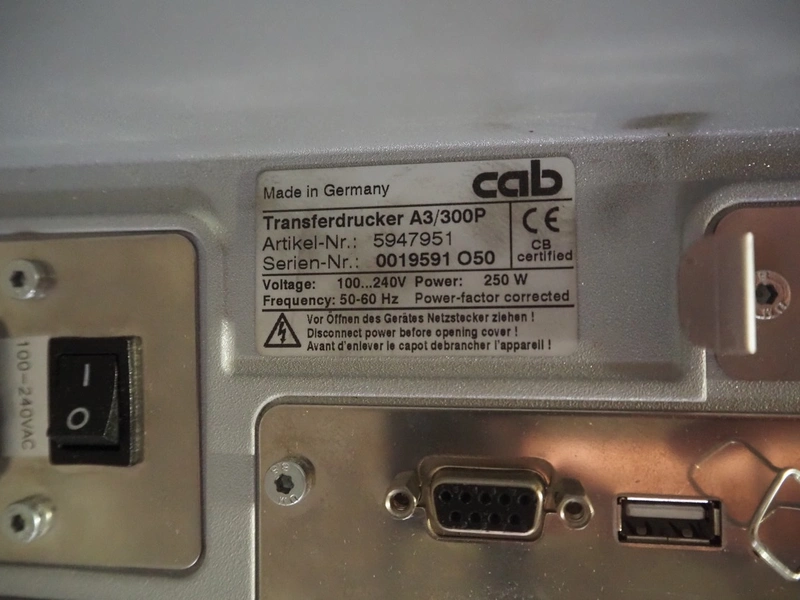 Made in Germany
cab
Transferdrucker A3/300P
Artikel-Nr.: 5947951
Serien-Nr.: 0019591 O50
CE
CB
certified
Voltage: 100...240V Power: 250 W
Frequency: 50-60 Hz Power-factor corrected
Vor Öffnen des Gerätes Netzstecker ziehen !
Disconnect power before opening cover !
Avant d'enlever le capot debrancher l'appareil !
100-240VAC
I
O